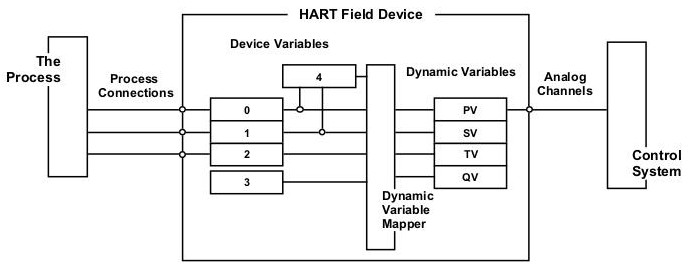 HART Field Device
Device Variables
The
Process
Process
Connections
4
Dynamic Variables
Analog
Channels
0
1
2
3
PV
SV
TV
QV
Dynamic
Variable
Mapper
Control
System